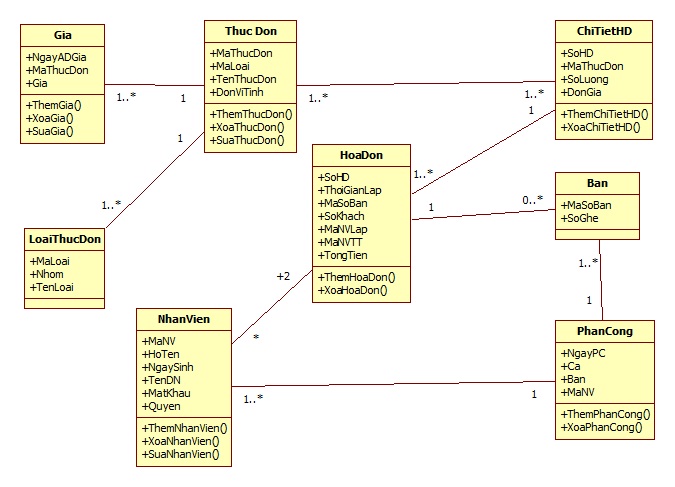 Gia
+NgayADGia
+MaThucDon
+Gia
+ThemGia()
+XoaGia()
+SuaGia()
1..*
1
Thuc Don
+MaThucDon
+MaLoai
+TenThucDon
+DonViTinh
+ThemThucDon()
+XoaThucDon()
+SuaThucDon()
1..*
1..*
ChiTietHD
+SoHD
+MaThucDon
+SoLuong
+DonGia
+ThemChiTietHD()
+XoaChiTietHD()
1
1..*
1
1..*
LoaiThucDon
+MaLoai
+Nhom
+TenLoai
HoaDon
+SoHD
+ThoiGianLap
+MaSoBan
+SoKhach
+MaNVLap
+MaNVTT
+TongTien
+ThemHoaDon()
+XoaHoaDon()
1
0..*
Ban
+MaSoBan
+SoGhe
1..*
1
+2
*
NhanVien
+MaNV
+HoTen
+NgaySinh
+TenDN
+MatKhau
+Quyen
+ThemNhanVien()
+XoaNhanVien()
+SuaNhanVien()
1..*
1
PhanCong
+NgayPC
+Ca
+Ban
+MaNV
+ThemPhanCong()
+XoaPhanCong()